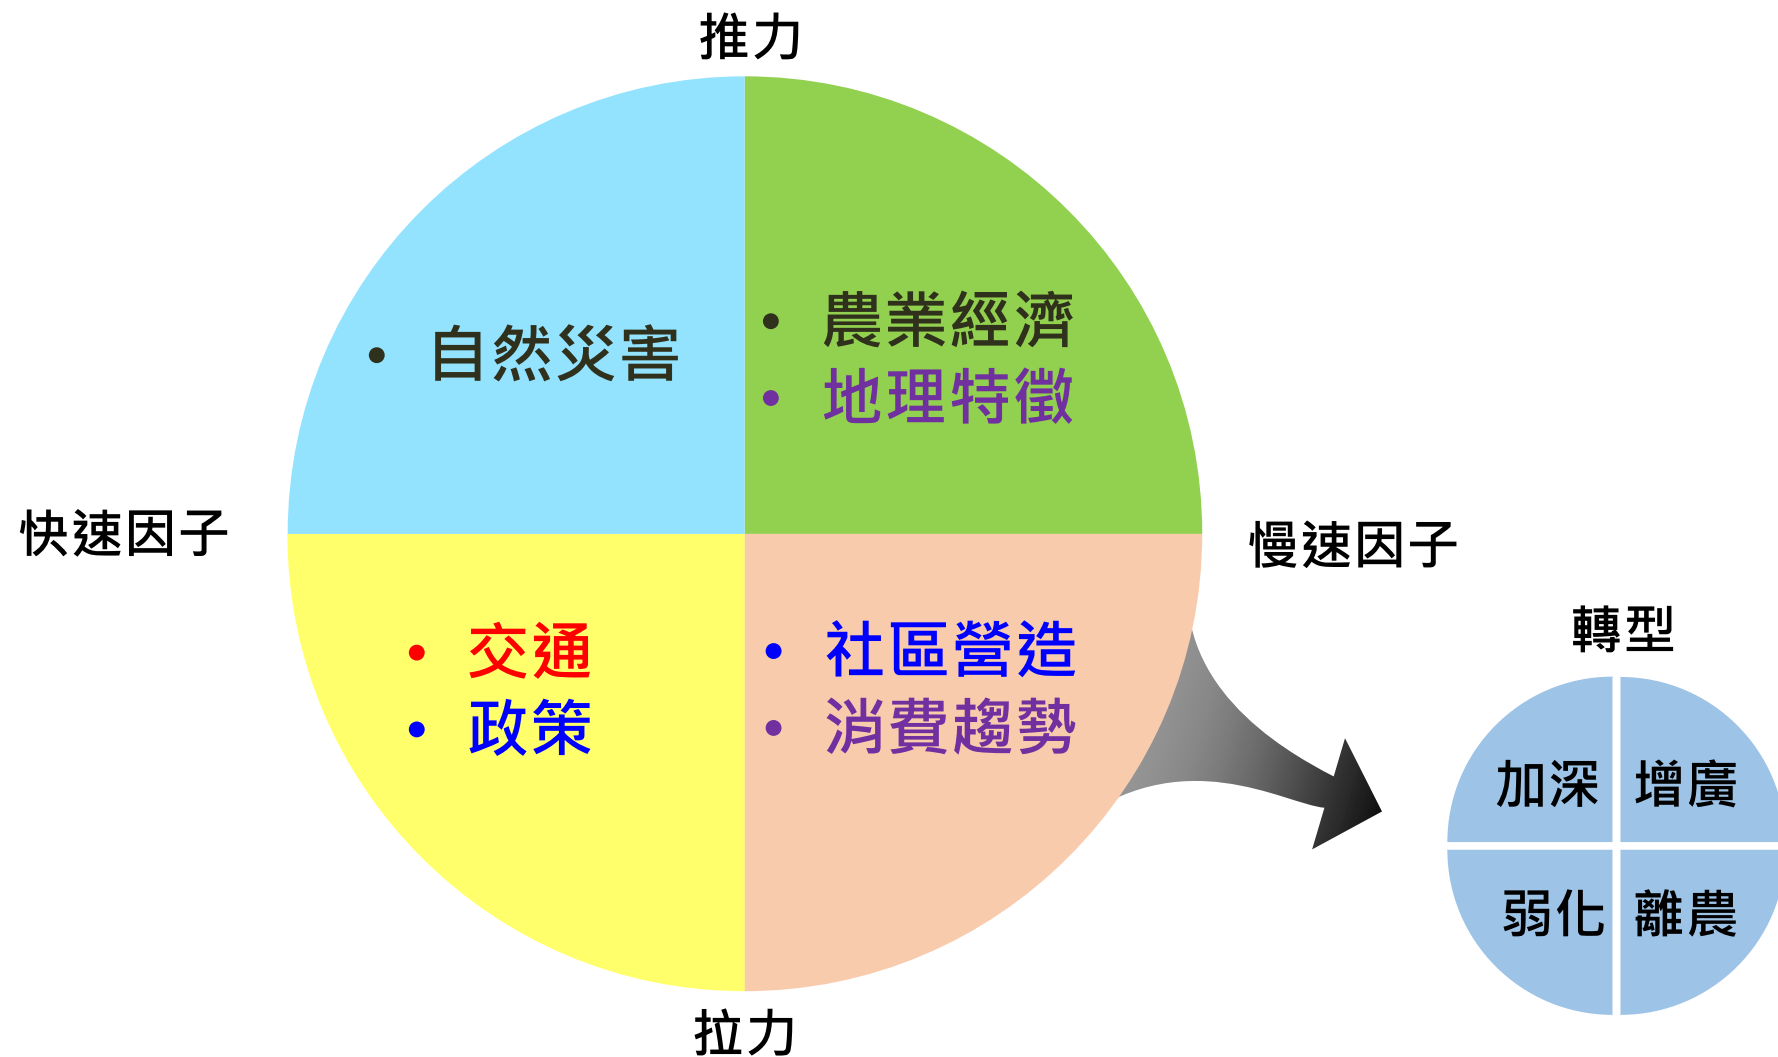 推力
• 自然災害
• 農業經濟
• 地理特徵
快速因子
慢速因子
• 交通
• 政策
• 社區營造
• 消費趨勢
拉力
轉型
加深
增廣
弱化
離農